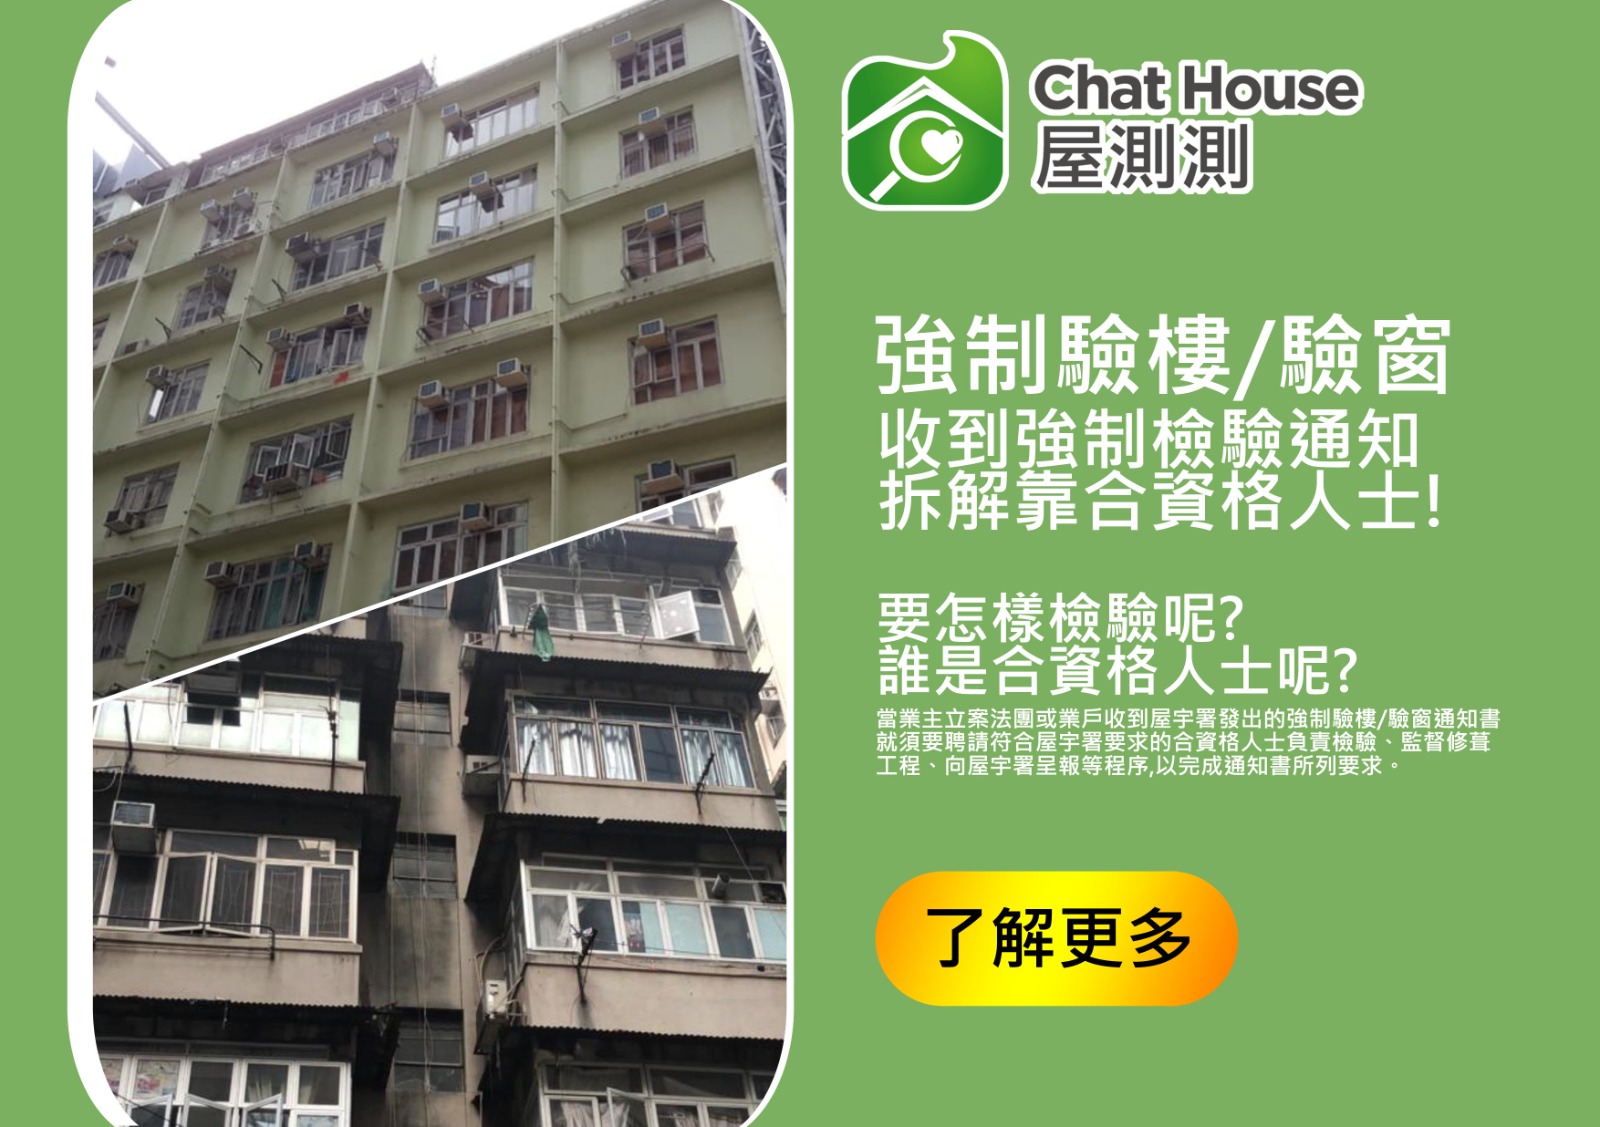 Chat House
屋測測
強制驗樓/驗窗
收到強制檢驗通知
拆解靠合資格人士!
要怎樣檢驗呢?
誰是合資格人士呢?
當業主立案法團或業戶收到屋宇署發出的強制驗樓/驗窗通知書
就須要聘請符合屋宇署要求的合資格人士負責檢驗、監督修葺
工程、向屋宇署呈報等程序,以完成通知書所列要求。
了解更多